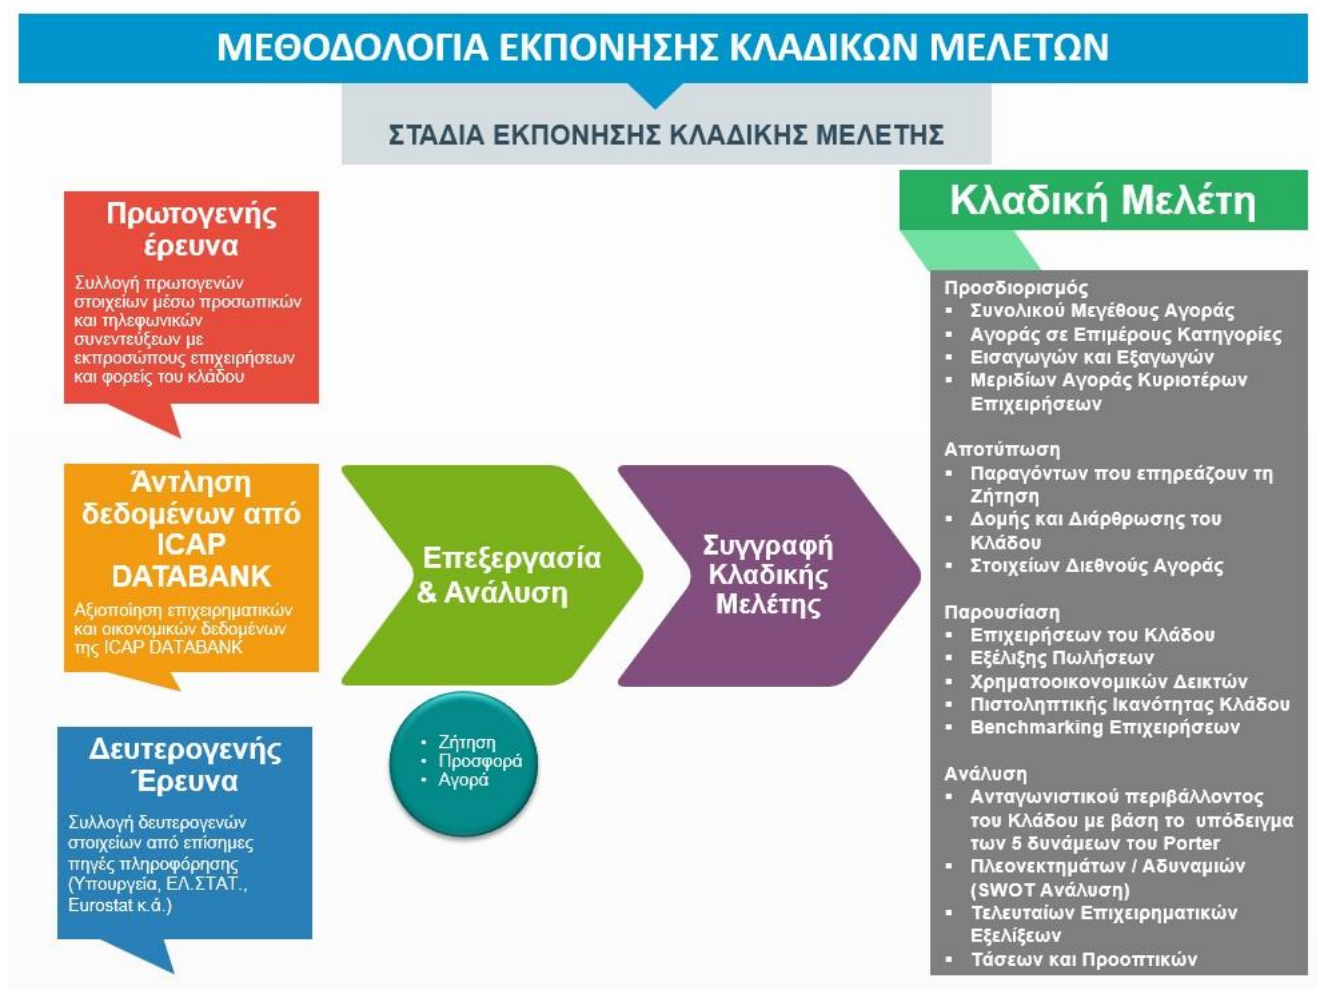 ΜΕΘΟΔΟΛΟΓΙΑ ΕΚΠΟΝΗΣΗΣ ΚΛΑΔΙΚΩΝ ΜΕΛΕΤΩΝ
ΣΤΑΔΙΑ ΕΚΠΟΝΗΣΗΣ ΚΛΑΔΙΚΗΣ ΜΕΛΕΤΗΣ
Πρωτογενής
έρευνα
Συλλογή πρωτογενών
στοιχείων μέσω προσωπικών
και τηλεφωνικών
συνεντεύξεων με
εκπροσώπους επιχειρήσεων
και φορείς του κλάδου
Άντληση
δεδομένων από
ICAP
DATABANK
Αξιοποίηση επιχειρηματικών
και οικονομικών δεδομένων
της ICAP DATABANK
Δευτερογενής
Έρευνα
Συλλογή δευτερογενών
στοιχείων από επίσημες
πηγές πληροφόρησης
(Υπουργεία, ΕΛ.ΣΤΑΤ.,
Eurostat κ.ά.)
Επεξεργασία
& Ανάλυση
• Ζήτηση
• Προσφορά
• Αγορά
Συγγραφή
Κλαδικής
Μελέτης
Κλαδική Μελέτη
Προσδιορισμός
▪ Συνολικού Μεγέθους Αγοράς
▪ Αγοράς σε Επιμέρους Κατηγορίες
▪ Εισαγωγών και Εξαγωγών
▪ Μεριδίων Αγοράς Κυριοτέρων
Επιχειρήσεων
Αποτύπωση
▪ Παραγόντων που επηρεάζουν τη
Ζήτηση
▪ Δομής και Διάρθρωσης του
Κλάδου
▪ Στοιχείων Διεθνούς Αγοράς
Παρουσίαση
▪ Επιχειρήσεων του Κλάδου
▪ Εξέλιξης Πωλήσεων
▪ Χρηματοοικονομικών Δεικτών
▪ Πιστοληπτικής Ικανότητας Κλάδου
▪ Benchmarking Επιχειρήσεων
Ανάλυση
▪ Ανταγωνιστικού περιβάλλοντος
του Κλάδου με βάση το υπόδειγμα
των 5 δυνάμεων του Porter
▪ Πλεονεκτημάτων / Αδυναμιών
(SWOT Ανάλυση)
▪ Τελευταίων Επιχειρηματικών
Εξελίξεων
▪ Τάσεων και Προοπτικών